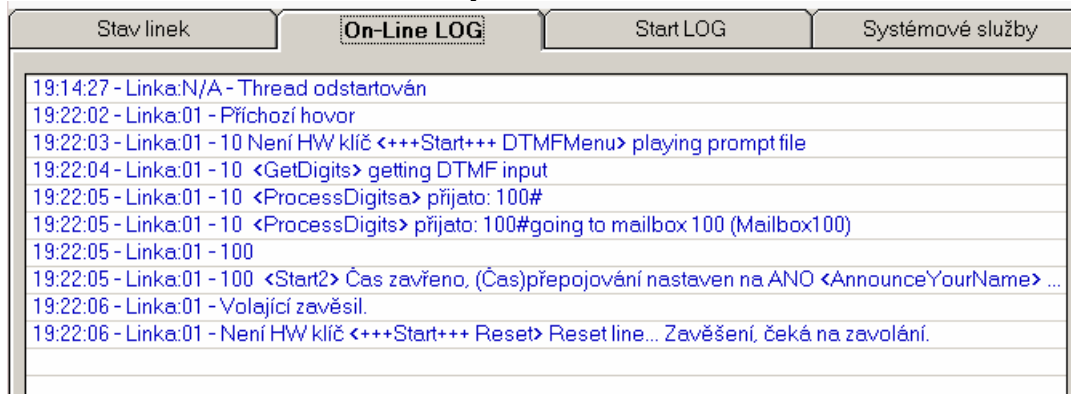 Stav linek On-Line LOG Start LOG Systémové služby
19:14:27 - Linka:N/A - Thread odstartován
19:22:02 - Linka:01 - Příchozí hovor
19:22:03 - Linka:01 - 10 Není HW klíč <+++Start+++ DTMFMenu> playing prompt file
19:22:04 - Linka:01 - 10 <GetDigits> getting DTMF input
19:22:05 - Linka:01 - 10 <ProcessDigitsa> přijato: 100#
19:22:05 - Linka:01 - 10 <ProcessDigits> přijato: 100#going to mailbox 100 (Mailbox100)
19:22:05 - Linka:01 - 100
19:22:05 - Linka:01 - 100 <Start2> Čas zavřeno, (Čas)přepojování nastaven na ANO <AnnounceYourName> ...
19:22:06 - Linka:01 - Volající zavěsil.
19:22:06 - Linka:01 - Není HW klíč <+++Start+++ Reset> Reset line... Zavěšení, čeká na zavolání.